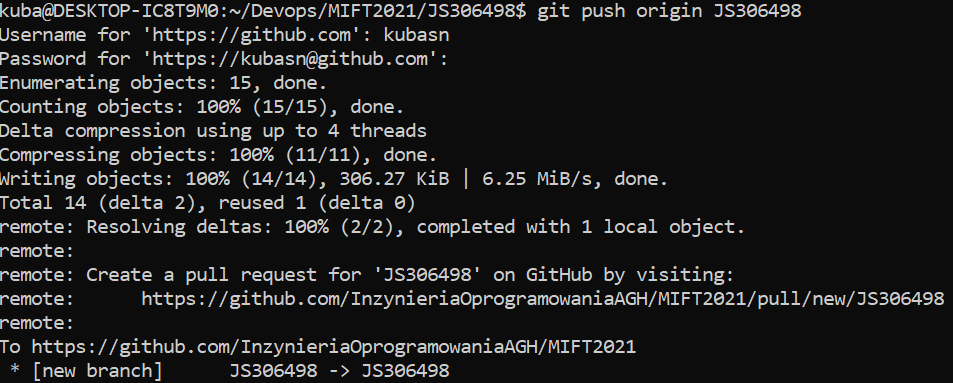 kuba@DESKTOP-IC8T9M0:~/Devops/MIFT2021/JS306498$ git push origin JS306498
Username for 'https://github.com': kubasn
Password for 'https://kubasn@github.com':
Enumerating objects: 15, done.
Counting objects: 100% (15/15), done.
Delta compression using up to 4 threads
Compressing objects: 100% (11/11), done.
Writing objects: 100% (14/14), 306.27 KiB | 6.25 MiB/s, done.
Total 14 (delta 2), reused 1 (delta 0)
remote: Resolving deltas: 100% (2/2), completed with 1 local object.
remote:
remote: Create a pull request for 'JS306498' on GitHub by visiting:
remote:      https://github.com/InzynieriaOprogramowaniaAGH/MIFT2021/pull/new/JS306498
remote:
To https://github.com/InzynieriaOprogramowaniaAGH/MIFT2021
 * [new branch]      JS306498 -> JS306498